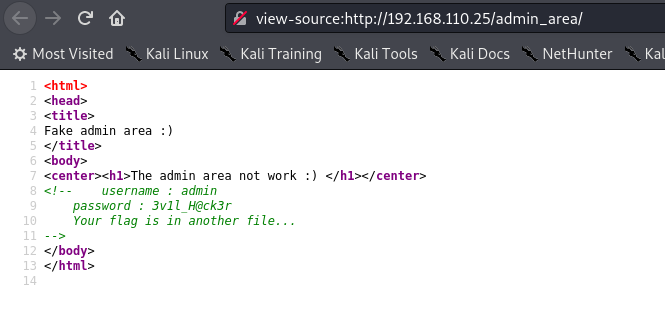 view-source:http://192.168.110.25/admin_area/
Most Visited Kali Linux Kali Training Kali Tools Kali Docs NetHunter Kal
1 <html>
2 <head>
3 <title>
4 Fake admin area :)
5 </title>
6 <body>
7 <center><h1>The admin area not work :) </h1></center>
8 <!-- username : admin
9 password : 3v1l_H@ck3r
10 Your flag is in another file...
11 -->
12 </body>
13 </html>
14